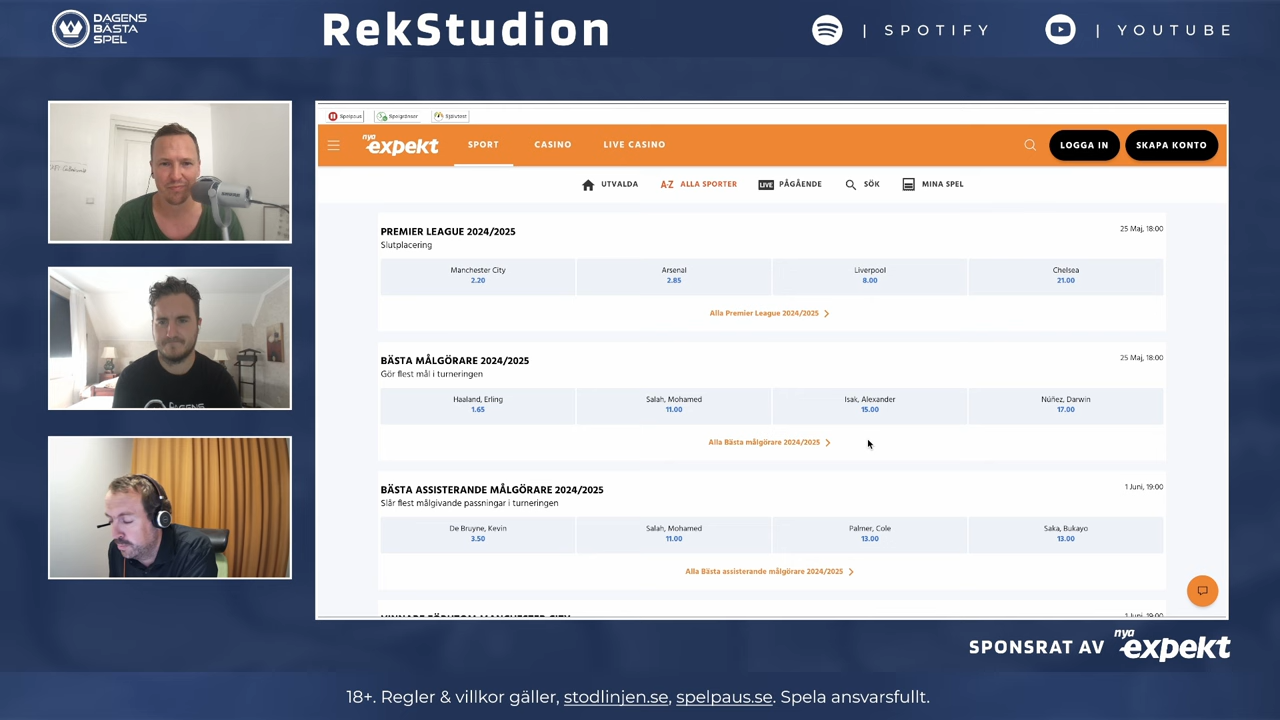 DAGENS
BÄSTA
SPEL
RekStudion
| SPOTIFY
| YOUTUBE
Spelpaus
Spelgränser
Självtest
nya
expekt
SPORT
CASINO
LIVE CASINO
LOGGA IN
SKAPA KONTO
UTVALDA
A-Z ALLA SPORTER
LIVE PÅGÅENDE
SÖK
MINA SPEL
PREMIER LEAGUE 2024/2025
25 Maj, 18:00
Slutplacering
Manchester City
2.20
Arsenal
2.85
Liverpool
8.00
Chelsea
21.00
Alla Premier League 2024/2025
BÄSTA MÅLGÖRARE 2024/2025
25 Maj, 18:00
Gör flest mål i turneringen
Haaland, Erling
1.65
Salah, Mohamed
11.00
Isak, Alexander
15.00
Núñez, Darwin
17.00
Alla Bästa målgörare 2024/2025
BÄSTA ASSISTERANDE MÅLGÖRARE 2024/2025
1 Juni, 19:00
Slår flest målgivande passningar i turneringen
De Bruyne, Kevin
3.50
Salah, Mohamed
11.00
Palmer, Cole
13.00
Saka, Bukayo
13.00
Alla Bästa assisterande målgörare 2024/2025
1 Juni, 19:00
SPONSRAT AV nya expekt
18+. Regler & villkor gäller, stodlinjen.se, spelpaus.se. Spela ansvarsfullt.